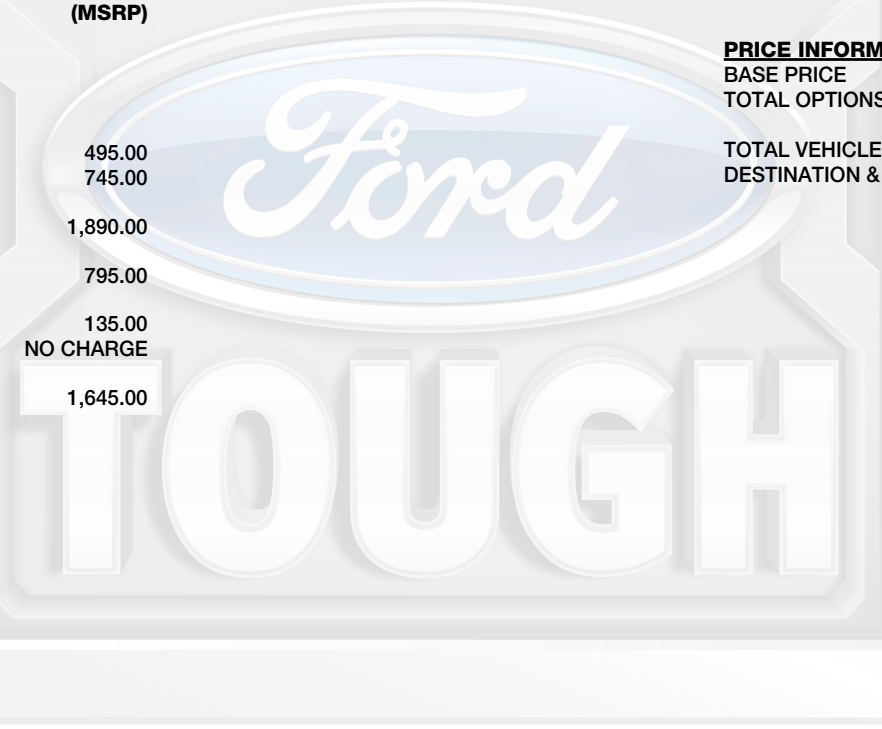 (MSRP)
495.00
745.00
1,890.00
795.00
135.00
NO CHARGE
1,645.00
PRICE INFORM
BASE PRICE
TOTAL OPTIONS
TOTAL VEHICLE
DESTINATION &
Ford
TOUGH